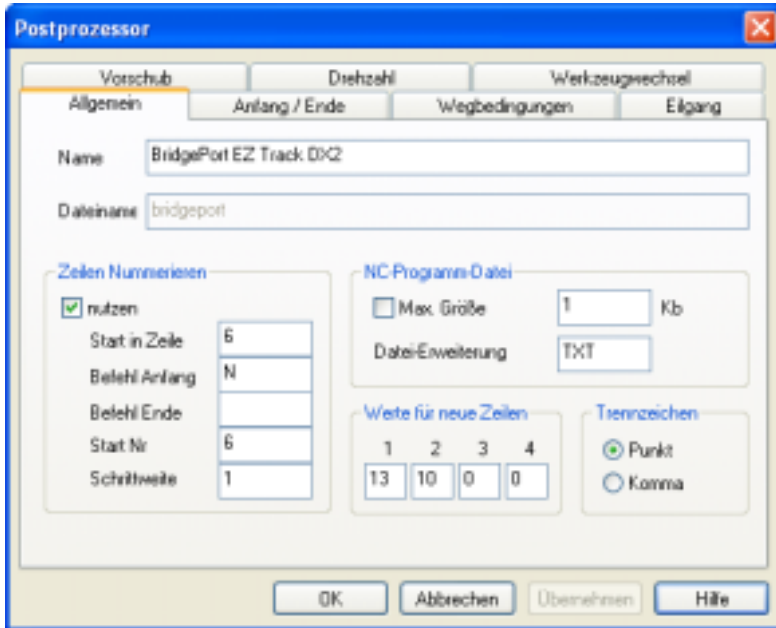 Postprozessor
Vorschub Drehzahl Werkzeugwechsel
Allgemein Anfang / Ende Wegbedingungen Eilgang
Name BridgePort EZ Track DX2
Dateiname bridgeport
Zeilen Nummerieren
nutzen
Start in Zeile 6
Befehl Anfang N
Befehl Ende
Start Nr 6
Schrittweite 1
NC-Programm-Datei
Max. Größe 1 Kb
Datei-Erweiterung TXT
Werte für neue Zeilen
1 2 3 4
13 10 0 0
Trennzeichen
Punkt
Komma
OK Abbrechen Übernehmen Hilfe